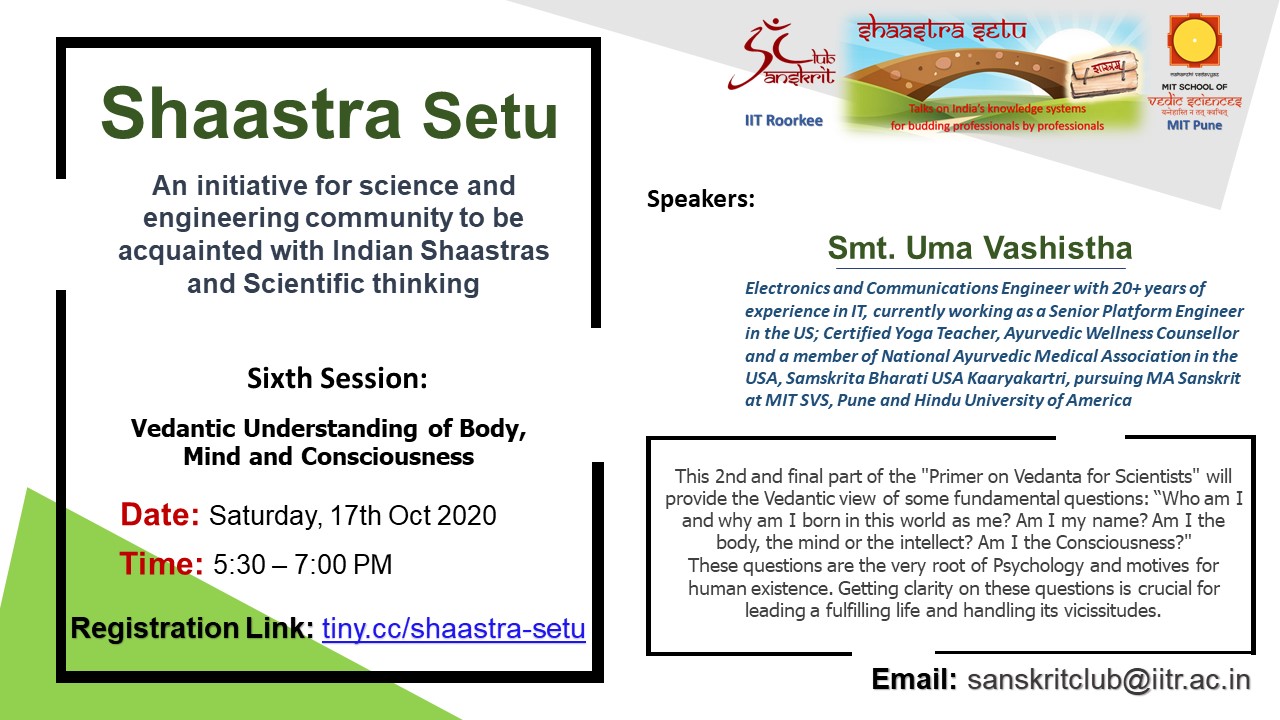 Shaastra Setu
An initiative for science and
engineering community to be
acquainted with Indian Shaastras
and Scientific thinking
Sixth Session:
Vedantic Understanding of Body,
Mind and Consciousness
Date: Saturday, 17th Oct 2020
Time: 5:30 – 7:00 PM
Registration Link: tiny.cc/shaastra-setu
Club
Sanskrit
IIT Roorkee
shaastra setu
शास्त्रम्
Talks on India's knowledge systems
for budding professionals by professionals
maharshi vedavyas
MIT SCHOOL OF
vedic sciences
यन्नेहास्ति न तत् क्वचित्
MIT Pune
Speakers:
Smt. Uma Vashistha
Electronics and Communications Engineer with 20+ years of
experience in IT, currently working as a Senior Platform Engineer
in the US; Certified Yoga Teacher, Ayurvedic Wellness Counsellor
and a member of National Ayurvedic Medical Association in the
USA, Samskrita Bharati USA Kaaryakartri, pursuing MA Sanskrit
at MIT SVS, Pune and Hindu University of America
This 2nd and final part of the "Primer on Vedanta for Scientists" will
provide the Vedantic view of some fundamental questions: “Who am I
and why am I born in this world as me? Am I my name? Am I the
body, the mind or the intellect? Am I the Consciousness?"
These questions are the very root of Psychology and motives for
human existence. Getting clarity on these questions is crucial for
leading a fulfilling life and handling its vicissitudes.
Email: sanskritclub@iitr.ac.in